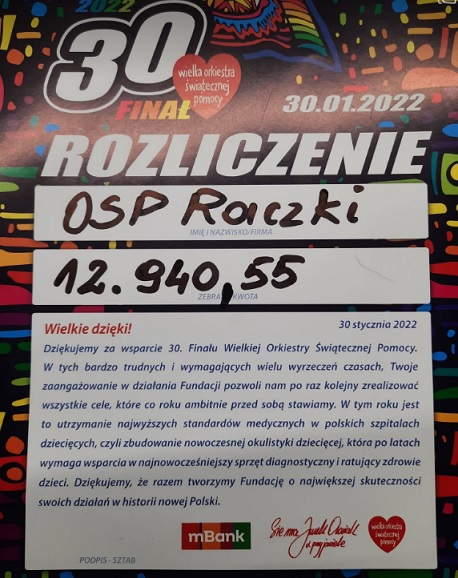 2022
30
FINAŁ
wielka orkiestra
świątecznej
pomocy
30.01.2022
ROZLICZENIE
OSP Raczki
IMIĘ I NAZWISKO/FIRMA
12.940,55
ZEBRANA KWOTA
Wielkie dzięki!
30 stycznia 2022
Dziękujemy za wsparcie 30. Finału Wielkiej Orkiestry Świątecznej Pomocy.
W tych bardzo trudnych i wymagających wielu wyrzeczeń czasach, Twoje
zaangażowanie w działania Fundacji pozwoli nam po raz kolejny zrealizować
wszystkie cele, które co roku ambitnie przed sobą stawiamy. W tym roku jest
to utrzymanie najwyższych standardów medycznych w polskich szpitalach
dziecięcych, czyli zbudowanie nowoczesnej okulistyki dziecięcej, która po latach
wymaga wsparcia w najnowocześniejszy sprzęt diagnostyczny i ratujący zdrowie
dzieci. Dziękujemy, że razem tworzymy Fundację o największej skuteczności
swoich działań w historii nowej Polski.
mBank
Sie ma Jurek Owsiak
i przyjaciele
wielka orkiestra
świątecznej
pomocy
PODPIS - SZTAB